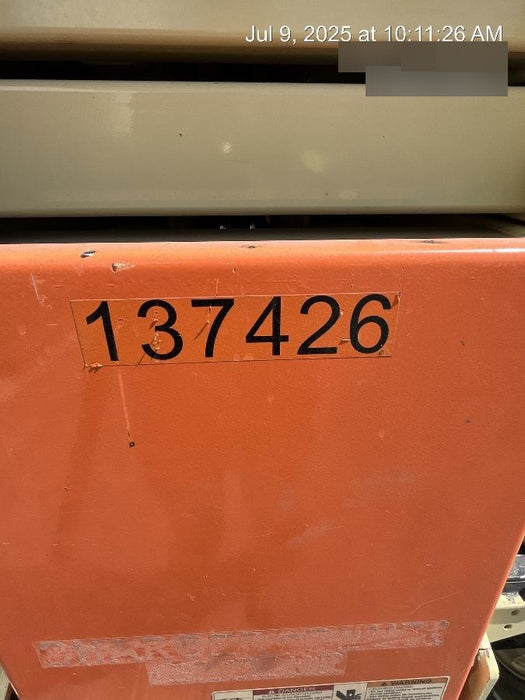 Jul 9, 2025 at 10:11:26 AM
137426
⚠ DANGER
⚠ WARNING